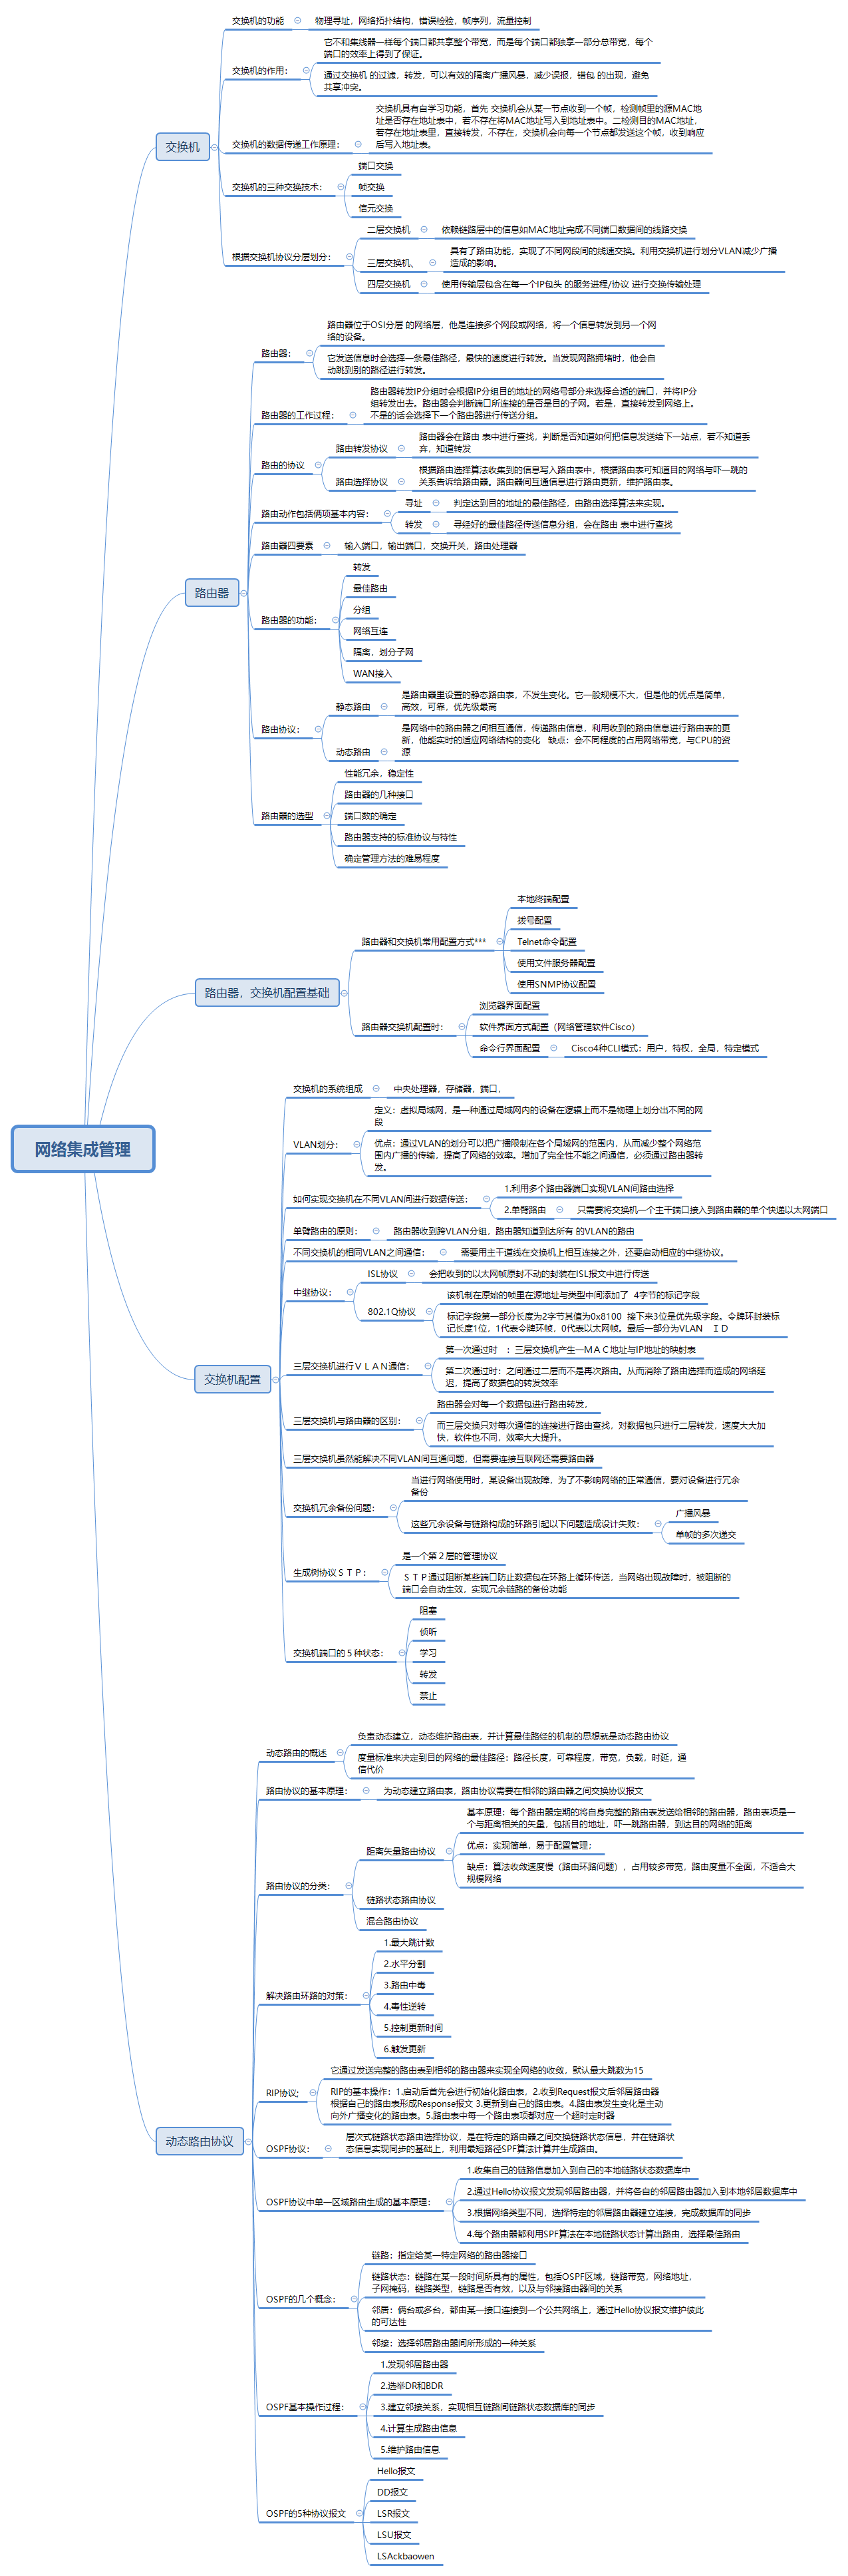 网络集成管理
交换机
交换机的功能
物理寻址，网络拓扑结构，错误检验，帧序列，流量控制
交换机的作用：
它不和集线器一样每个端口都共享整个带宽，而是每个端口都独享一部分总带宽，每个
端口的效率上得到了保证。
通过交换机 的过滤，转发，可以有效的隔离广播风暴，减少误报，错包 的出现，避免
共享冲突。
交换机的数据传递工作原理：
交换机具有自学习功能，首先 交换机会从某一节点收到一个帧，检测帧里的源MAC地
址是否存在地址表中，若不存在将MAC地址写入到地址表中。二检测目的MAC地址，
若存在地址表里，直接转发，不存在，交换机会向每一个节点都发送这个帧，收到响应
后写入地址表。
交换机的三种交换技术：
端口交换
帧交换
信元交换
根据交换机协议分层划分：
二层交换机
依赖链路层中的信息如MAC地址完成不同端口数据间的线路交换
三层交换机、
具有了路由功能，实现了不同网段间的线速交换。利用交换机进行划分VLAN减少广播
造成的影响。
四层交换机
使用传输层包含在每一个IP包头 的服务进程/协议 进行交换传输处理
路由器
路由器：
路由器位于OSI分层 的网络层，他是连接多个网段或网络，将一个信息转发到另一个网
络的设备。
它发送信息时会选择一条最佳路径，最快的速度进行转发。当发现网路拥堵时，他会自
动跳到别的路径进行转发。
路由器的工作过程：
路由器转发IP分组时会根据IP分组目的地址的网络号部分来选择合适的端口，并将IP分
组转发出去。路由器会判断端口所连接的是否是目的子网。若是，直接转发到网络上。
不是的话会选择下一个路由器进行传送分组。
路由的协议
路由转发协议
路由器会在路由 表中进行查找，判断是否知道如何把信息发送给下一站点，若不知道丢
弃，知道转发
路由选择协议
根据路由选择算法收集到的信息写入路由表中，根据路由表可知道目的网络与吓一跳的
关系告诉给路由器。路由器间互通信息进行路由更新，维护路由表。
路由动作包括俩项基本内容：
寻址
判定达到目的地址的最佳路径，由路由选择算法来实现。
转发
寻经好的最佳路径传送信息分组，会在路由 表中进行查找
路由器四要素
输入端口，输出端口，交换开关，路由处理器
路由器的功能：
转发
最佳路由
分组
网络互连
隔离，划分子网
WAN接入
路由协议：
静态路由
是路由器里设置的静态路由表，不发生变化。它一般规模不大，但是他的优点是简单，
高效，可靠，优先级最高
动态路由
是网络中的路由器之间相互通信，传递路由信息，利用收到的路由信息进行路由表的更
新，他能实时的适应网络结构的变化 缺点：会不同程度的占用网络带宽，与CPU的资
源
路由器的选型
性能冗余，稳定性
路由器的几种接口
端口数的确定
路由器支持的标准协议与特性
确定管理方法的难易程度
路由器，交换机配置基础
路由器和交换机常用配置方式***
本地终端配置
拨号配置
Telnet命令配置
使用文件服务器配置
使用SNMP协议配置
路由器交换机配置时：
浏览器界面配置
软件界面方式配置（网络管理软件Cisco）
命令行界面配置
Cisco4种CLI模式：用户，特权，全局，特定模式
交换机配置
交换机的系统组成
中央处理器，存储器，端口，
VLAN划分：
定义：虚拟局域网，是一种通过局域网内的设备在逻辑上而不是物理上划分出不同的网
段
优点：通过VLAN的划分可以把广播限制在各个局域网的范围内，从而减少整个网络范
围内广播的传输，提高了网络的效率。增加了完全性不能之间通信，必须通过路由器转
发。
如何实现交换机在不同VLAN间进行数据传送：
1.利用多个路由器端口实现VLAN间路由选择
2.单臂路由
只需要将交换机一个主干端口接入到路由器的单个快递以太网端口
单臂路由的原则：
路由器收到跨VLAN分组，路由器知道到达所有 的VLAN的路由
不同交换机的相同VLAN之间通信：
需要用主干道线在交换机上相互连接之外，还要启动相应的中继协议。
中继协议：
ISL协议
会把收到的以太网帧原封不动的封装在ISL报文中进行传送
802.1Q协议
该机制在原始的帧里在源地址与类型中间添加了 4字节的标记字段
标记字段第一部分长度为2字节其值为0x8100 接下来3位是优先级字段。令牌环封装标
记长度1位，1代表令牌环帧，0代表以太网帧。最后一部分为VLAN ＩＤ
三层交换机进行ＶＬＡＮ通信：
第一次通过时 ：三层交换机产生一ＭＡＣ地址与IP地址的映射表
第二次通过时：之间通过二层而不是再次路由。从而消除了路由选择而造成的网络延
迟，提高了数据包的转发效率
三层交换机与路由器的区别：
路由器会对每一个数据包进行路由转发，
而三层交换只对每次通信的连接进行路由查找，对数据包只进行二层转发，速度大大加
快，软件也不同，效率大大提升。
三层交换机虽然能解决不同VLAN间互通问题，但需要连接互联网还需要路由器
交换机冗余备份问题：
当进行网络使用时，某设备出现故障，为了不影响网络的正常通信，要对设备进行冗余
备份
这些冗余设备与链路构成的环路引起以下问题造成设计失败：
广播风暴
单帧的多次递交
生成树协议ＳＴＰ：
是一个第２层的管理协议
ＳＴＰ通过阻断某些端口防止数据包在环路上循环传送，当网络出现故障时，被阻断的
端口会自动生效，实现冗余链路的备份功能
交换机端口的５种状态：
阻塞
侦听
学习
转发
禁止
动态路由协议
动态路由的概述
负责动态建立，动态维护路由表，并计算最佳路经的机制的思想就是动态路由协议
度量标准来决定到目的网络的最佳路径：路径长度，可靠程度，带宽，负载，时延，通
信代价
路由协议的基本原理：
为动态建立路由表，路由协议需要在相邻的路由器之间交换协议报文
路由协议的分类：
距离矢量路由协议
基本原理：每个路由器定期的将自身完整的路由表发送给相邻的路由器，路由表项是一
个与距离相关的矢量，包括目的地址，吓一跳路由器，到达目的网络的距离
优点：实现简单，易于配置管理；
缺点：算法收敛速度慢（路由环路问题），占用较多带宽，路由度量不全面，不适合大
规模网络
链路状态路由协议
混合路由协议
解决路由环路的对策：
1.最大跳计数
2.水平分割
3.路由中毒
4.毒性逆转
5.控制更新时间
6.触发更新
RIP协议；
它通过发送完整的路由表到相邻的路由器来实现全网络的收敛，默认最大跳数为15
RIP的基本操作：1.启动后首先会进行初始化路由表，2.收到Request报文后邻居路由器
根据自己的路由表形成Response报文 3.更新到自己的路由表。4.路由表发生变化是主动
向外广播变化的路由表。5.路由表中每一个路由表项都对应一个超时定时器
OSPF协议：
层次式链路状态路由选择协议，是在特定的路由器之间交换链路状态信息，并在链路状
态信息实现同步的基础上，利用最短路径SPF算法计算并生成路由。
OSPF协议中单一区域路由生成的基本原理：
1.收集自己的链路信息加入到自己的本地链路状态数据库中
2.通过Hello协议报文发现邻居路由器，并将各自的邻居路由器加入到本地邻居数据库中
3.根据网络类型不同，选择特定的邻居路由器建立连接，完成数据库的同步
4.每个路由器都利用SPF算法在本地链路状态计算出路由，选择最佳路由
OSPF的几个概念：
链路：指定给某一特定网络的路由器接口
链路状态：链路在某一段时间所具有的属性，包括OSPF区域，链路带宽，网络地址，
子网掩码，链路类型，链路是否有效，以及与邻接路由器间的关系
邻居：俩台或多台，都由某一接口连接到一个公共网络上，通过Hello协议报文维护彼此
的可达性
邻接：选择邻居路由器间所形成的一种关系
OSPF基本操作过程：
1.发现邻居路由器
2.选举DR和BDR
3.建立邻接关系，实现相互链路间链路状态数据库的同步
4.计算生成路由信息
5.维护路由信息
OSPF的5种协议报文
Hello报文
DD报文
LSR报文
LSU报文
LSAckbaowen